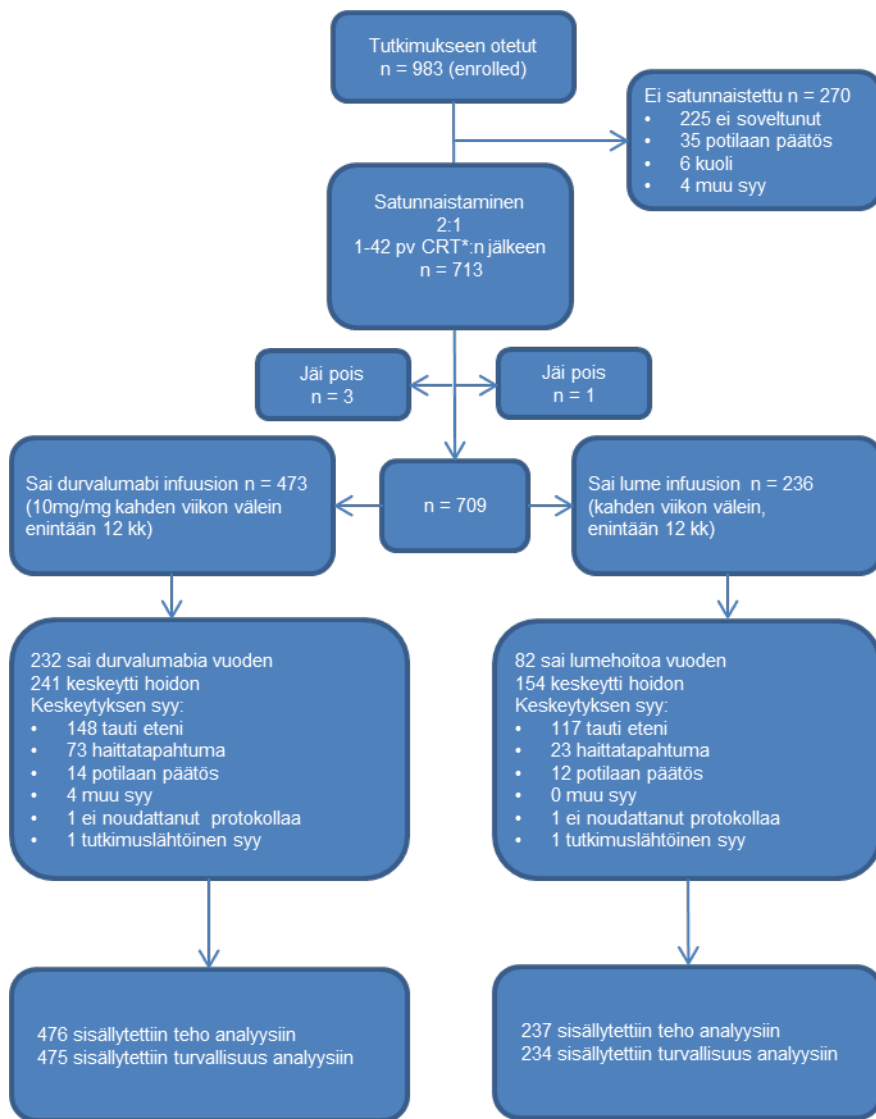 Tutkimukseen otetut
n = 983 (enrolled)
Ei satunnaistettu n = 270
• 225 ei soveltunut
• 35 potilaan päätös
• 6 kuoli
• 4 muu syy
Satunnaistaminen
2:1
1-42 pv CRT*:n jälkeen
n = 713
Jäi pois
n = 3
Jäi pois
n = 1
Sai durvalumabi infuusion n = 473
(10mg/mg kahden viikon välein
enintään 12 kk)
n = 709
Sai lume infuusion n = 236
(kahden viikon välein,
enintään 12 kk)
232 sai durvalumabia vuoden
241 keskeytti hoidon
Keskeytyksen syy:
• 148 tauti eteni
• 73 haittatapahtuma
• 14 potilaan päätös
• 4 muu syy
• 1 ei noudattanut protokollaa
• 1 tutkimuslähtöinen syy
82 sai lumehoitoa vuoden
154 keskeytti hoidon
Keskeytyksen syy:
• 117 tauti eteni
• 23 haittatapahtuma
• 12 potilaan päätös
• 0 muu syy
• 1 ei noudattanut protokollaa
• 1 tutkimuslähtöinen syy
476 sisällytettiin teho analyysiin
475 sisällytettiin turvallisuus analyysiin
237 sisällytettiin teho analyysiin
234 sisällytettiin turvallisuus analyysiin